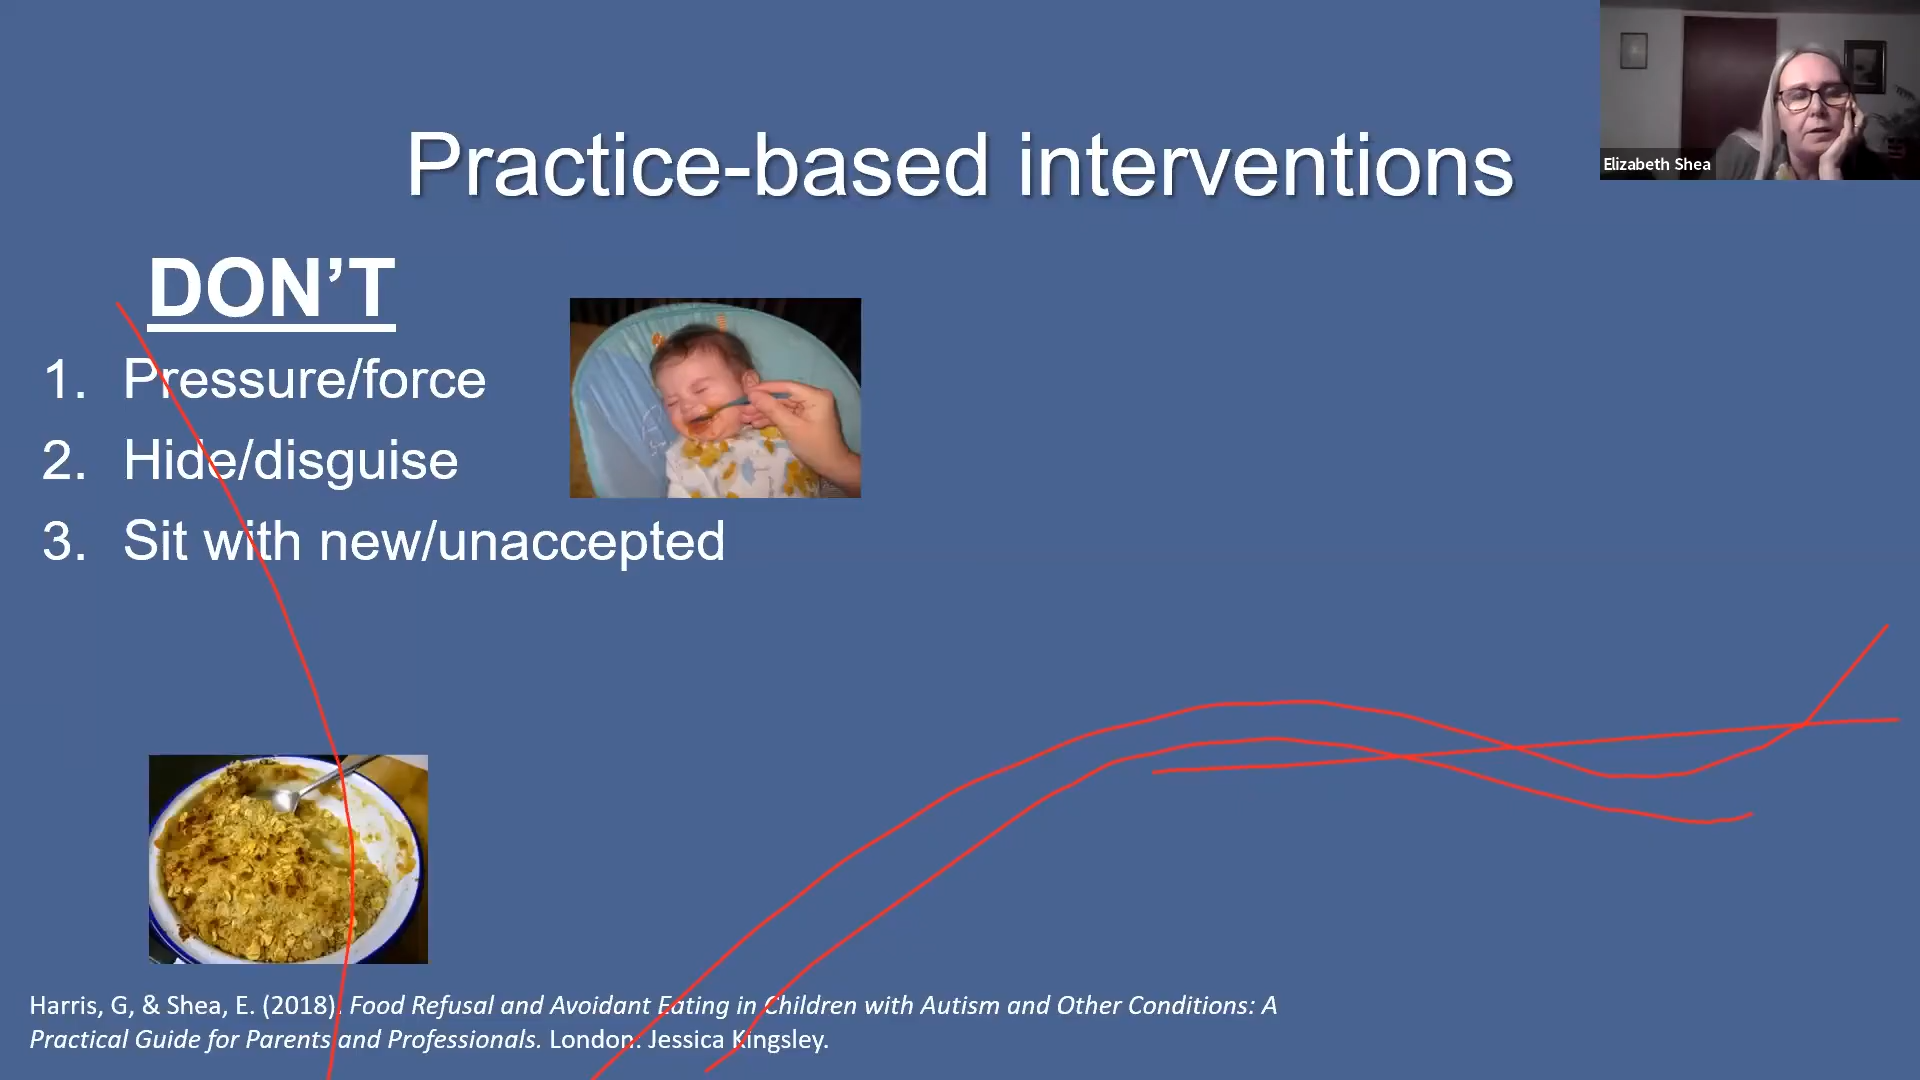 Practice-based interventions
Elizabeth Shea
DON’T
1. Pressure/force
2. Hide/disguise
3. Sit with new/unaccepted
Harris, G, & Shea, E. (2018). Food Refusal and Avoidant Eating in Children with Autism and Other Conditions: A
Practical Guide for Parents and Professionals. London: Jessica Kingsley.